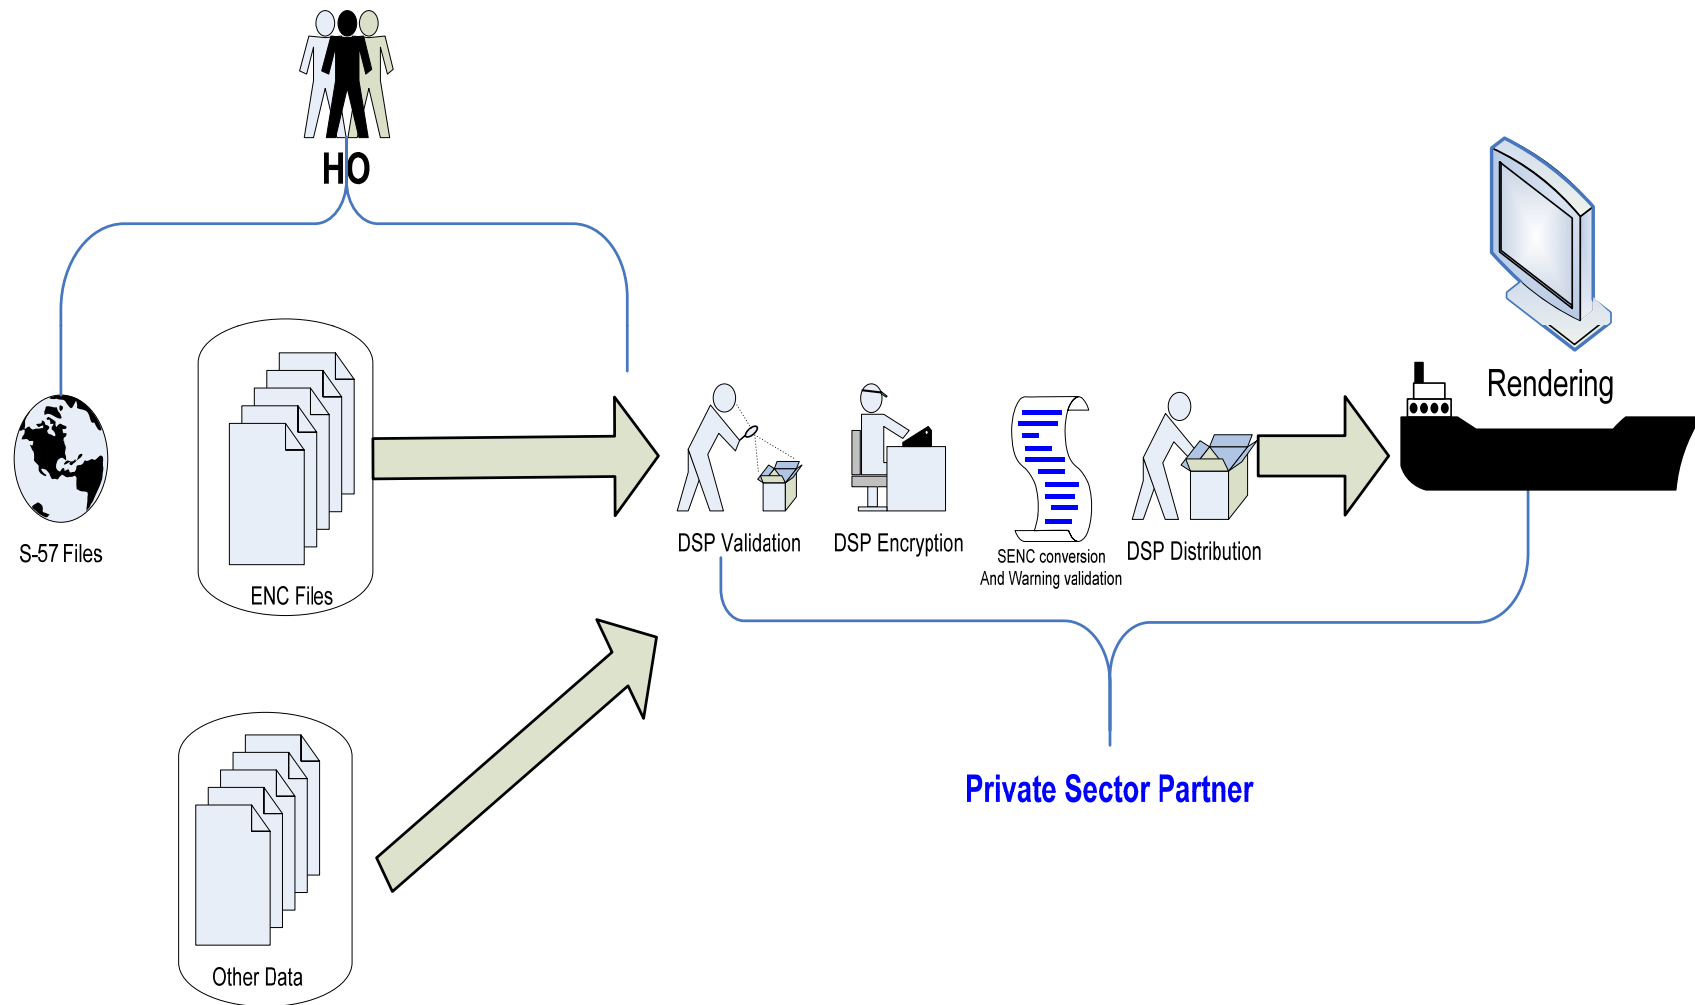 HO
Rendering
S-57 Files
ENC Files
DSP Validation
DSP Encryption
SENC conversion
And Warning validation
DSP Distribution
Private Sector Partner
Other Data